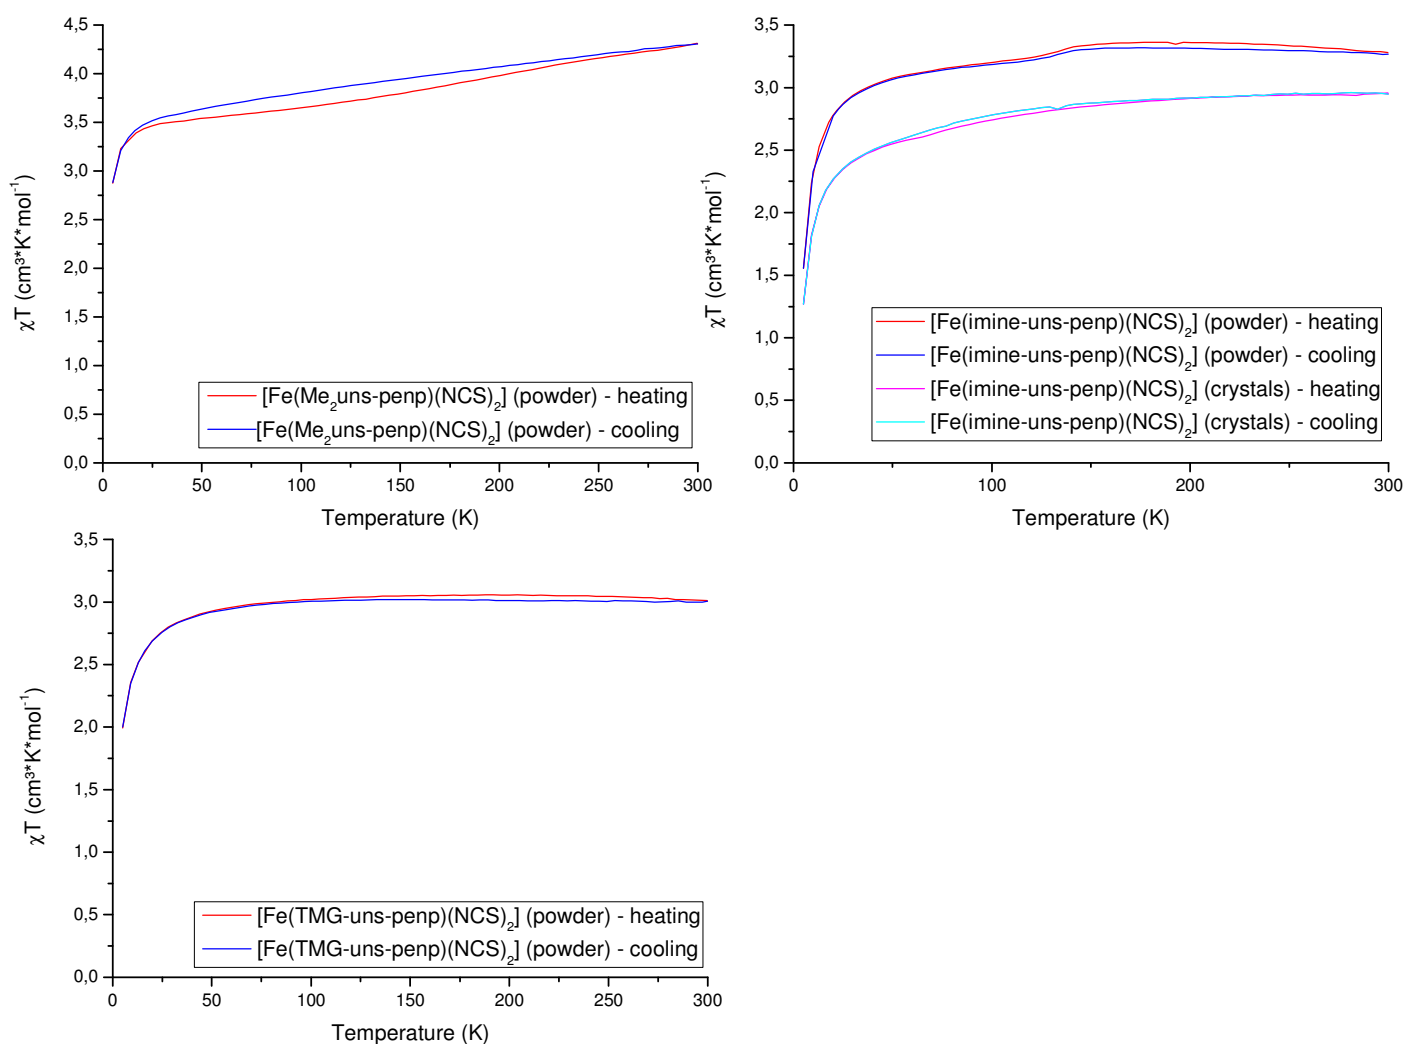 4,5
4,0
3,5
3,0
2,5
2,0
1,5
1,0
0,5
0,0
χT (cm³*K*mol⁻¹)
[Fe(Me₂uns-penp)(NCS)₂] (powder) - heating
[Fe(Me₂uns-penp)(NCS)₂] (powder) - cooling
0 50 100 150 200 250 300
Temperature (K)
3,5
3,0
2,5
2,0
1,5
1,0
0,5
0,0
χT (cm³*K*mol⁻¹)
[Fe(imine-uns-penp)(NCS)₂] (powder) - heating
[Fe(imine-uns-penp)(NCS)₂] (powder) - cooling
[Fe(imine-uns-penp)(NCS)₂] (crystals) - heating
[Fe(imine-uns-penp)(NCS)₂] (crystals) - cooling
0 100 200 300
Temperature (K)
3,5
3,0
2,5
2,0
1,5
1,0
0,5
0,0
χT (cm³*K*mol⁻¹)
[Fe(TMG-uns-penp)(NCS)₂] (powder) - heating
[Fe(TMG-uns-penp)(NCS)₂] (powder) - cooling
0 50 100 150 200 250 300
Temperature (K)